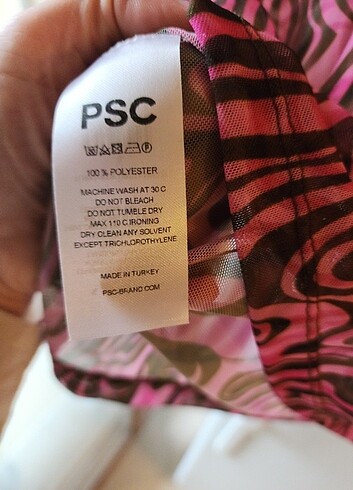 PSC
100 % POLYESTER
MACHINE WASH AT 30 C
DO NOT BLEACH
DO NOT TUMBLE DRY
MAX 110 C IRONING
DRY CLEAN ANY SOLVENT
EXCEPT TRICHLOROTHYLENE
MADE IN TURKEY
PSC-BRAND.COM